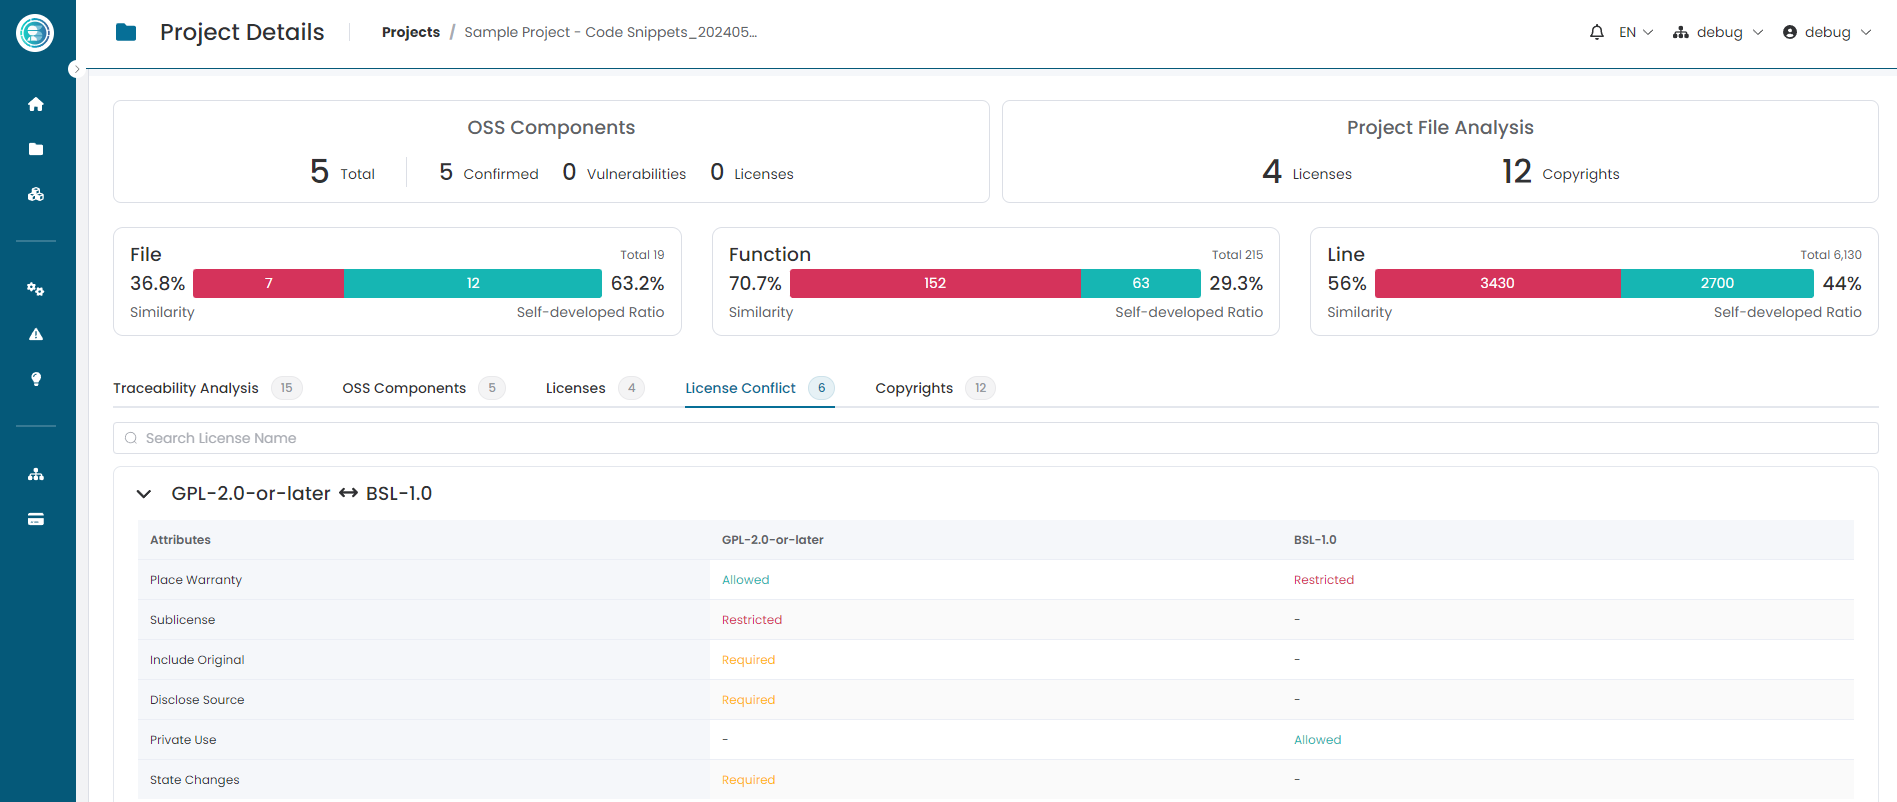 Project Details
Projects / Sample Project - Code Snippets_202405...
EN
debug
debug
OSS Components
5 Total
5 Confirmed
0 Vulnerabilities
0 Licenses
Project File Analysis
4 Licenses
12 Copyrights
File
Total 19
36.8% 7 12 63.2%
Similarity
Self-developed Ratio
Function
Total 215
70.7% 152 63 29.3%
Similarity
Self-developed Ratio
Line
Total 6,130
56% 3430 2700 44%
Similarity
Self-developed Ratio
Traceability Analysis 15
OSS Components 5
Licenses 4
License Conflict 6
Copyrights 12
Search License Name
GPL-2.0-or-later ↔ BSL-1.0
Attributes GPL-2.0-or-later BSL-1.0
Place Warranty Allowed Restricted
Sublicense Restricted -
Include Original Required -
Disclose Source Required -
Private Use - Allowed
State Changes Required -